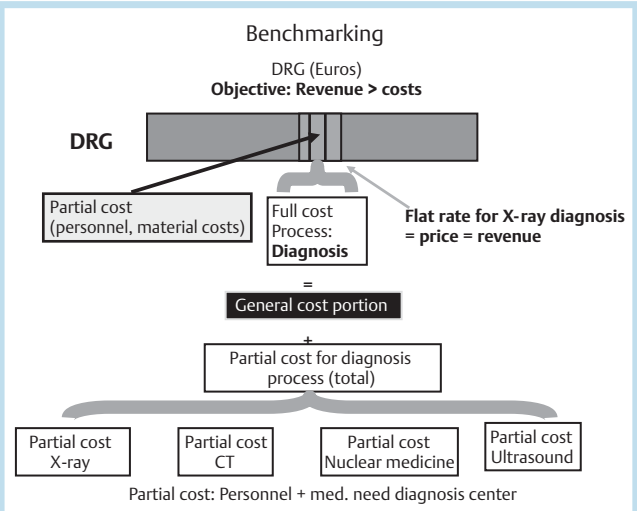 Benchmarking
DRG (Euros)
Objective: Revenue > costs
DRG
Partial cost
(personnel, material costs)
Full cost
Process:
Diagnosis
Flat rate for X-ray diagnosis
= price = revenue
=
General cost portion
+
Partial cost for diagnosis
process (total)
Partial cost
X-ray
Partial cost
CT
Partial cost
Nuclear medicine
Partial cost
Ultrasound
Partial cost: Personnel + med. need diagnosis center